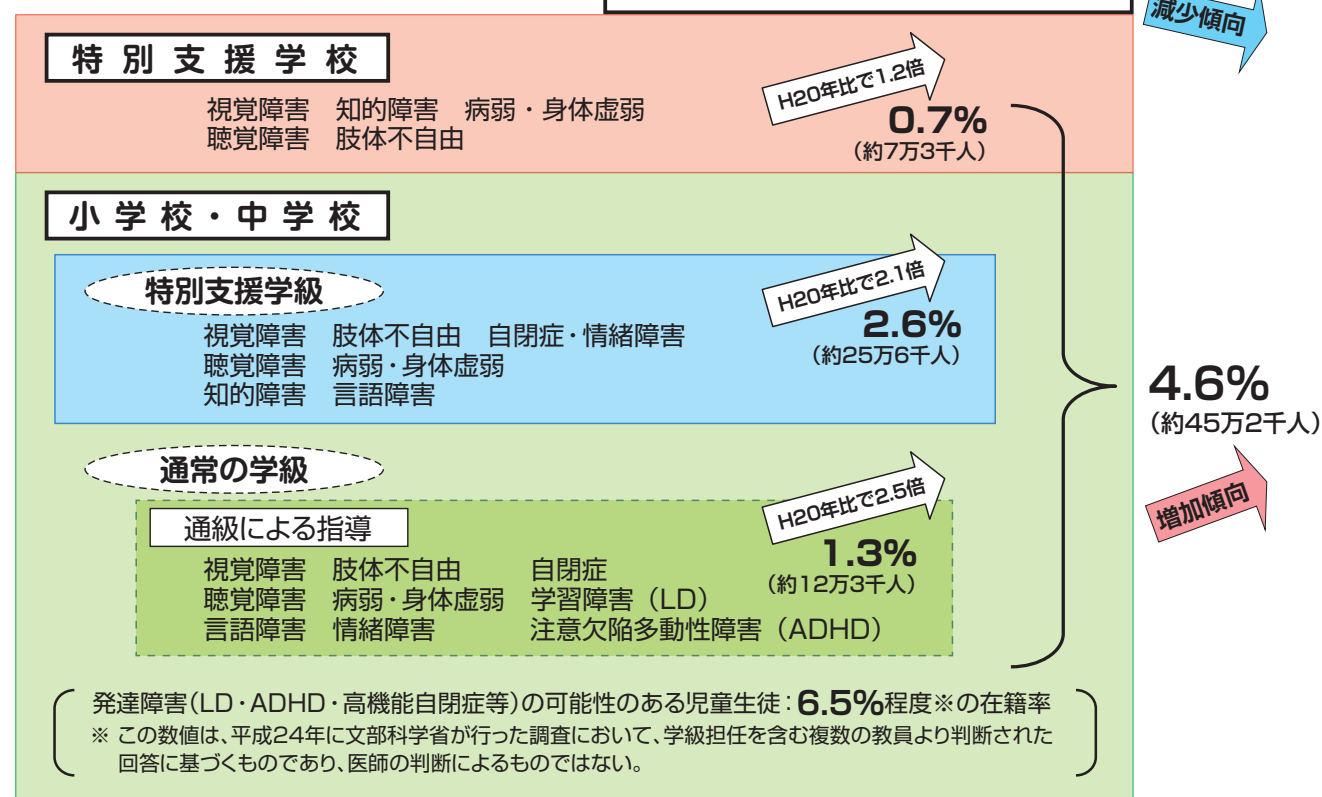 減少傾向
特別支援学校
H20年比で1.2倍
視覚障害 知的障害 病弱・身体虚弱
聴覚障害 肢体不自由
0.7%
（約7万3千人）
小学校・中学校
特別支援学級
H20年比で2.1倍
視覚障害 肢体不自由 自閉症・情緒障害
聴覚障害 病弱・身体虚弱
知的障害 言語障害
2.6%
（約25万6千人）
4.6%
（約45万2千人）
増加傾向
通常の学級
H20年比で2.5倍
通級による指導
視覚障害 肢体不自由 自閉症
聴覚障害 病弱・身体虚弱 学習障害（LD）
言語障害 情緒障害 注意欠陥多動性障害（ADHD）
1.3%
（約12万3千人）
発達障害（LD・ADHD・高機能自閉症等）の可能性のある児童生徒：6.5%程度※の在籍率
※ この数値は、平成24年に文部科学省が行った調査において、学級担任を含む複数の教員より判断された
回答に基づくものであり、医師の判断によるものではない。